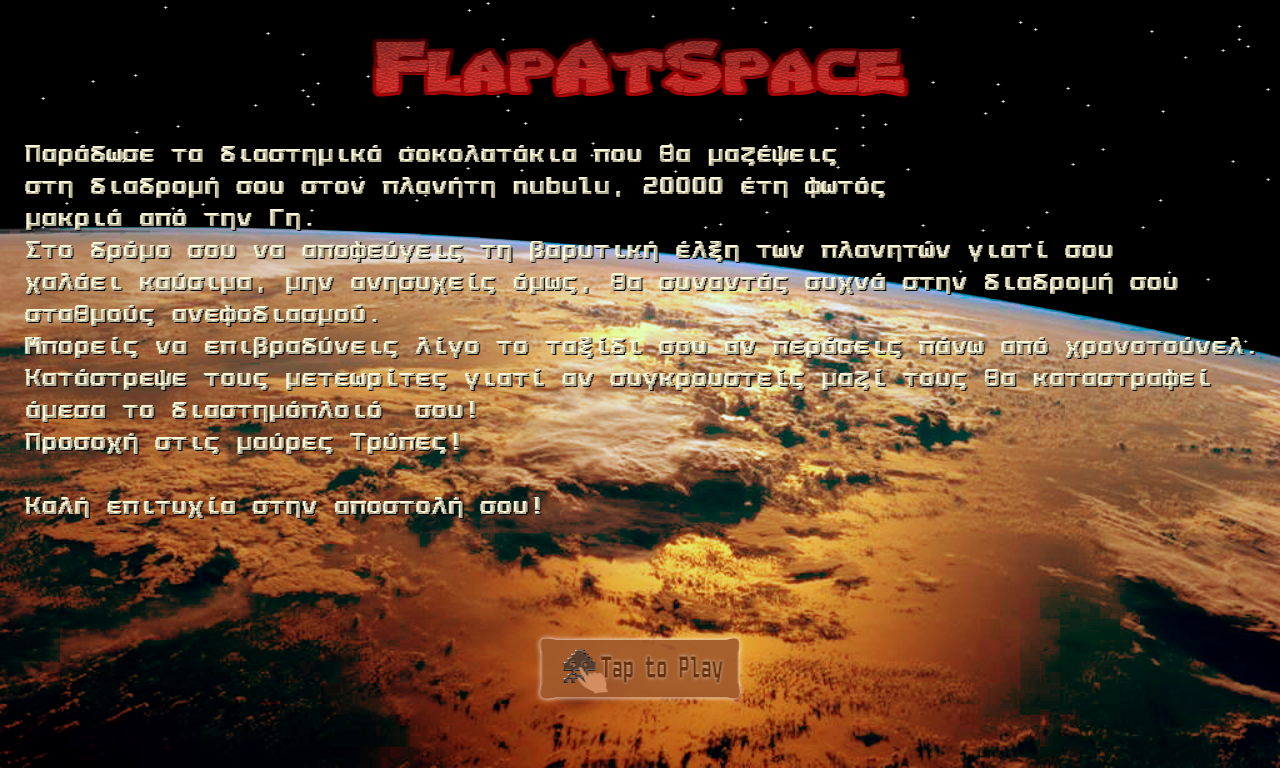 FlapAtSpace
Παράδωσε τα διαστημικά σοκολατάκια που θα μαζέψεις
στη διαδρομή σου στον πλανήτη nubulu, 20000 έτη φωτός
μακριά από την Γη.
Στο δρόμο σου να αποφεύγεις τη βαρυτική έλξη των πλανητών γιατί σου
χαλάει καύσιμα, μην ανησυχείς όμως, θα συναντάς συχνά στην διαδρομή σου
σταθμούς ανεφοδιασμού.
Μπορείς να επιβραδύνεις λίγο το ταξίδι σου αν περάσεις πάνω από χρονοτούνελ.
Κατάστρεψε τους μετεωρίτες γιατί αν συγκρουστείς μαζί τους θα καταστραφεί
άμεσα το διαστημόπλοιό σου!
Προσοχή στις μαύρες Τρύπες!
Καλή επιτυχία στην αποστολή σου!
Tap to Play